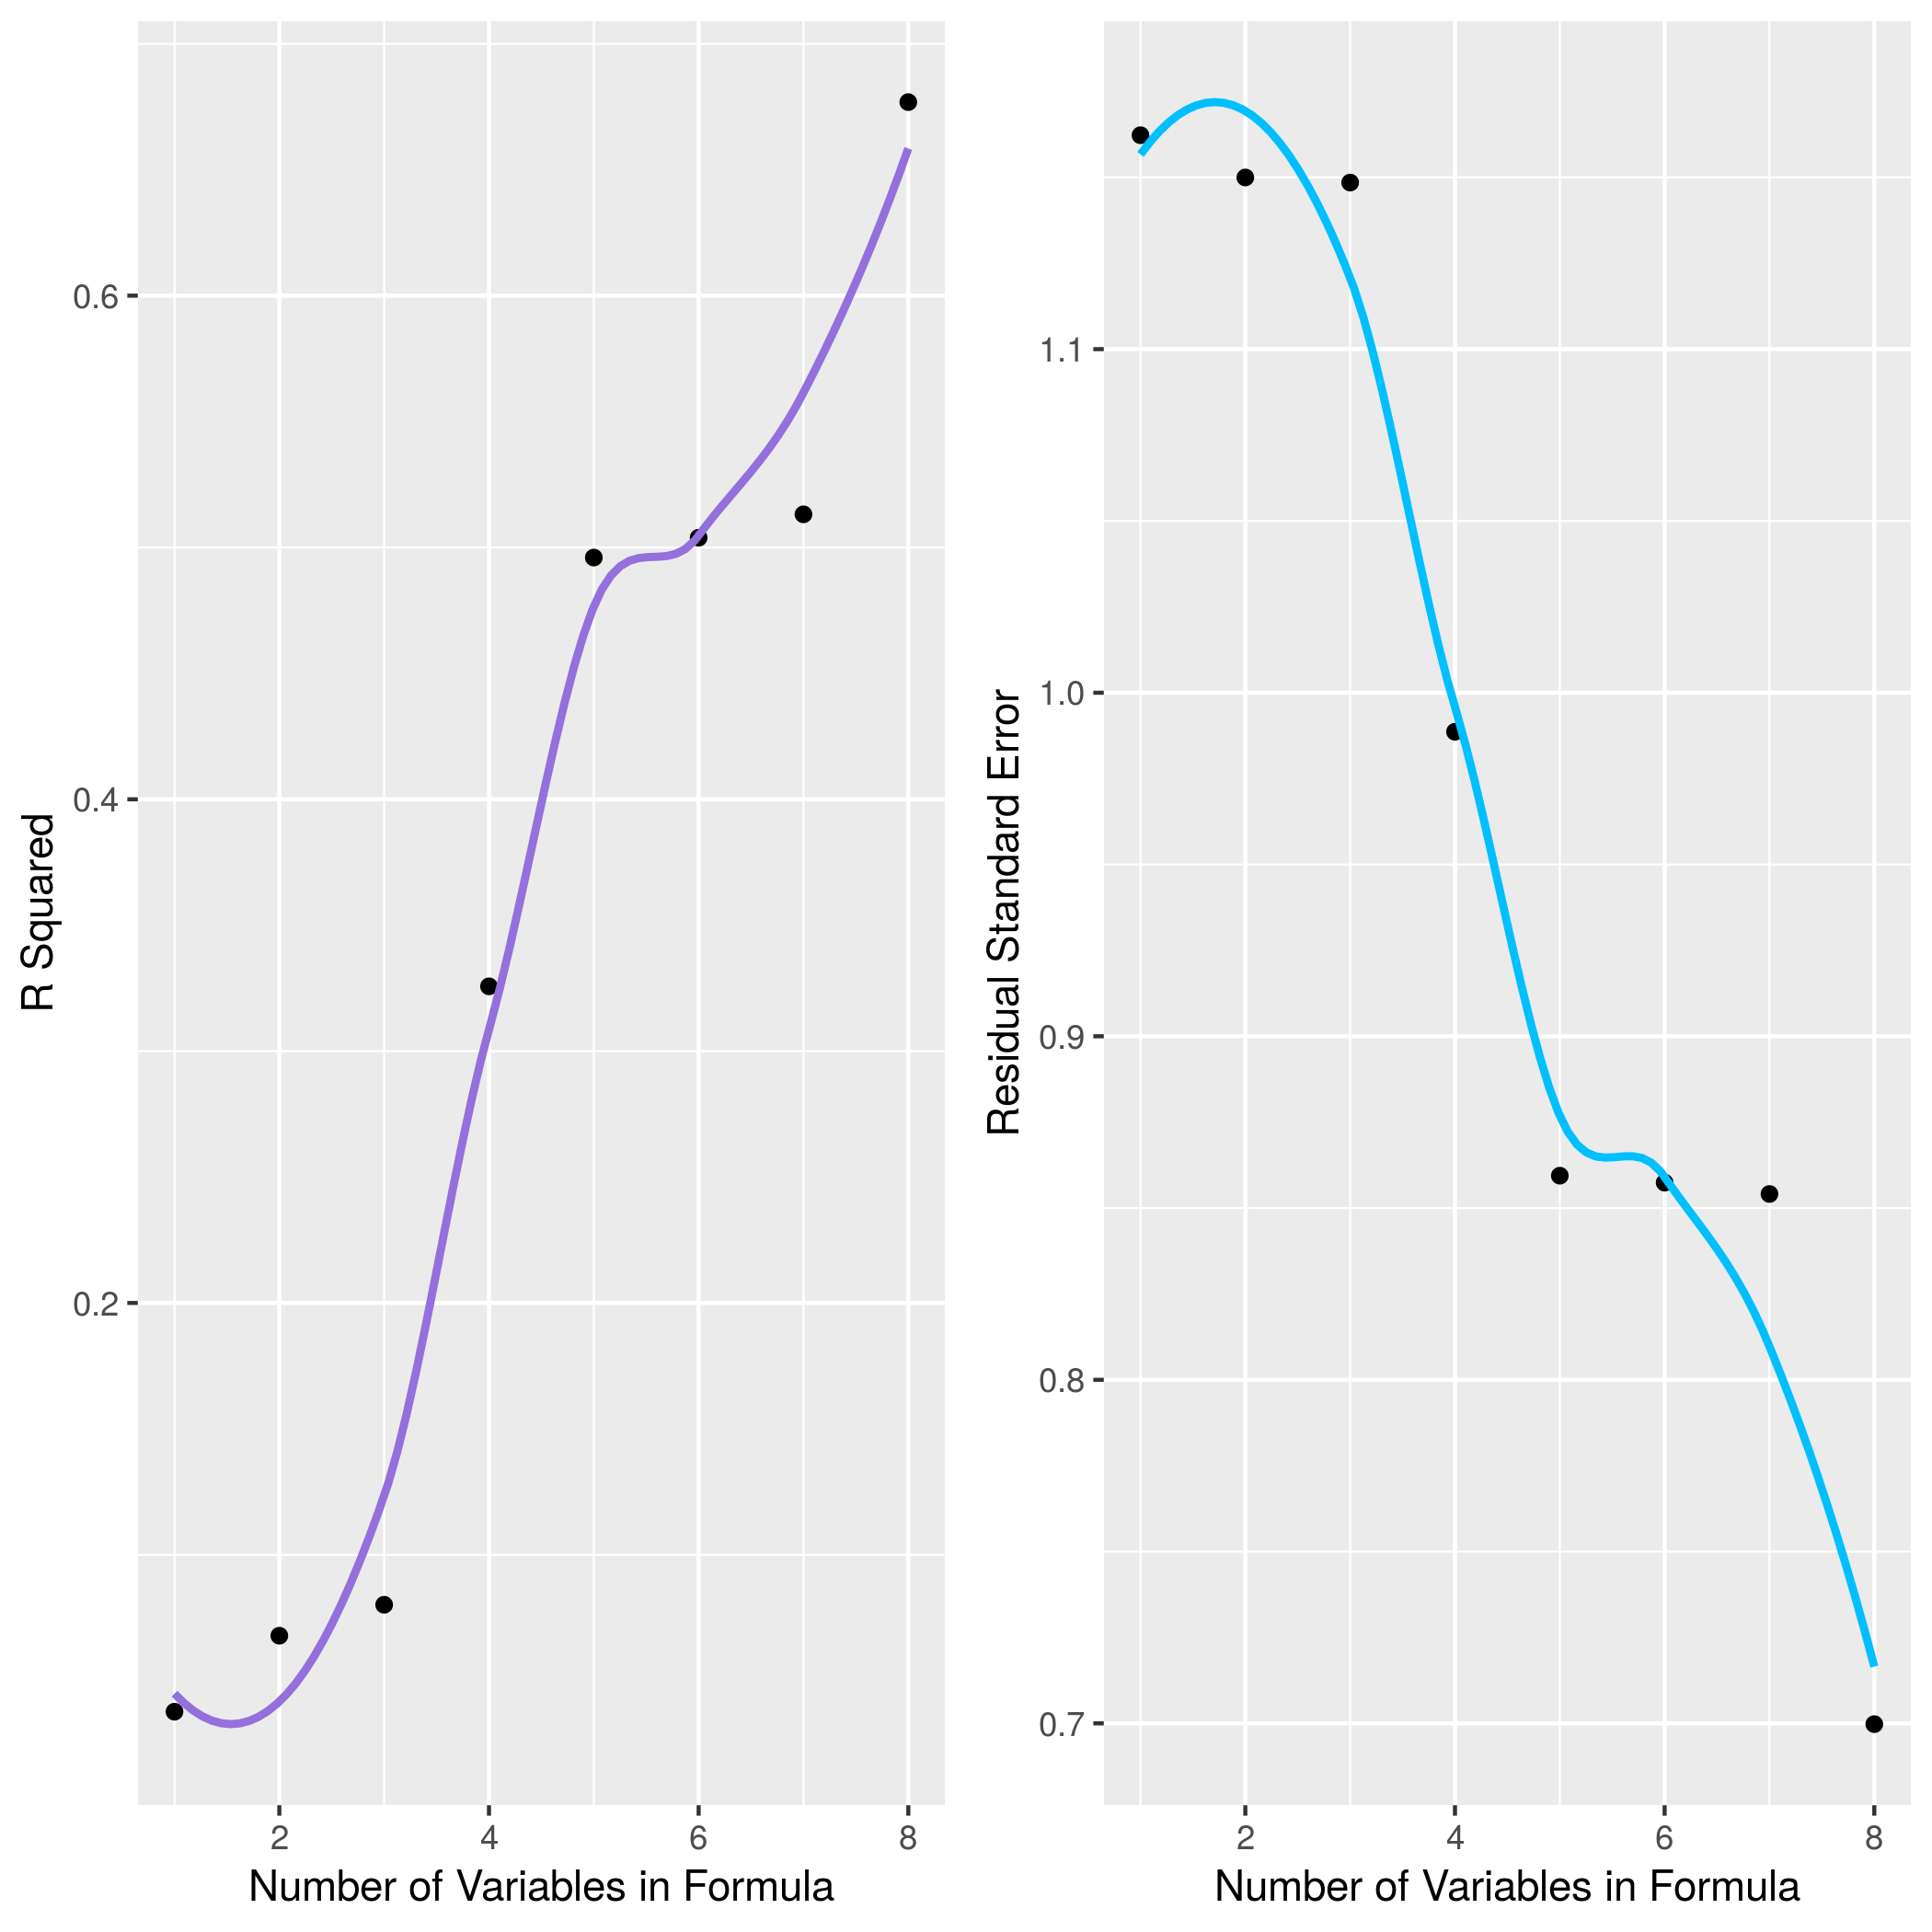 R Squared
0.6
0.4
0.2
2 4 6 8
Number of Variables in Formula
Residual Standard Error
1.1
1.0
0.9
0.8
0.7
2 4 6 8
Number of Variables in Formula